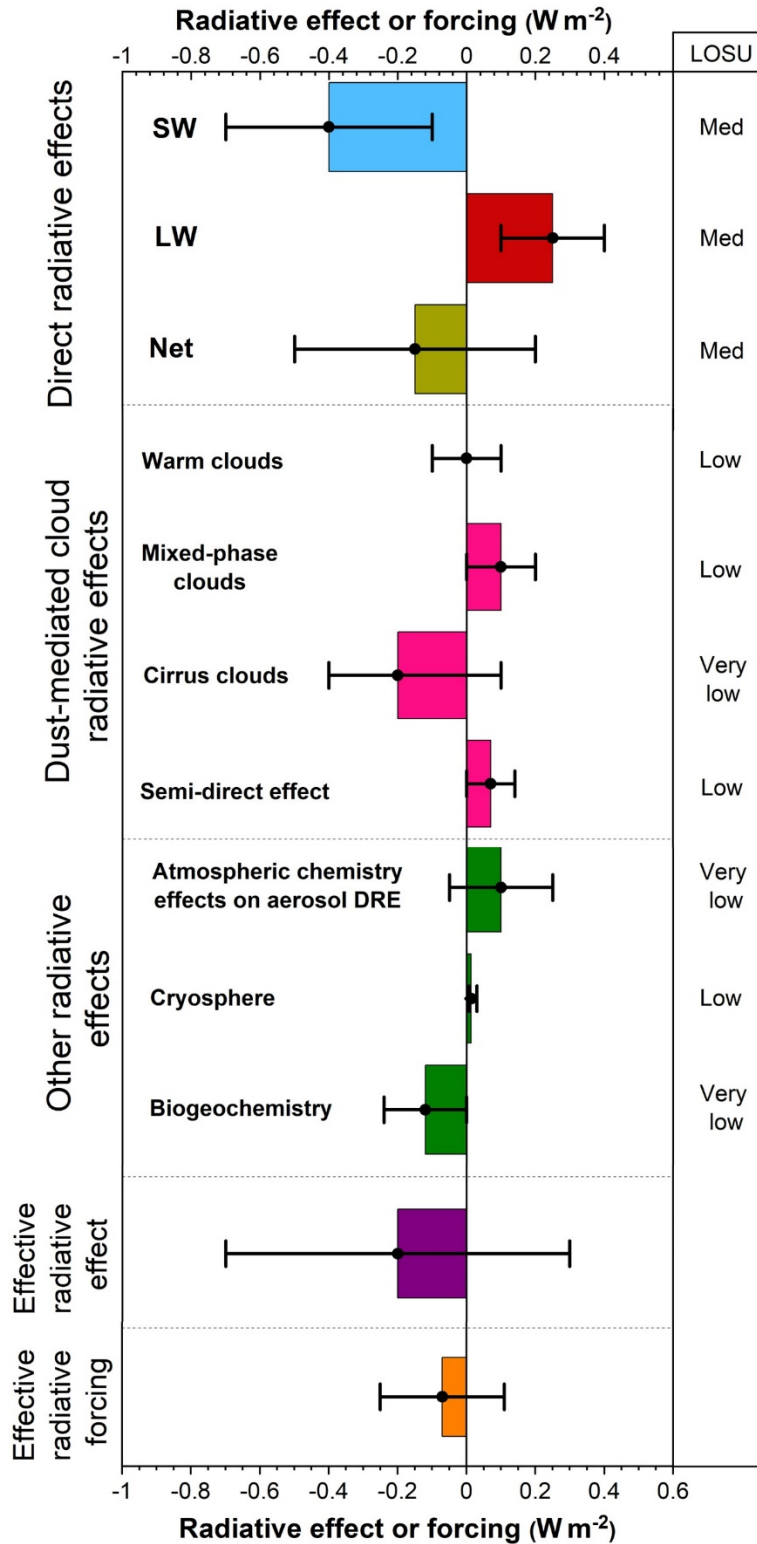 Radiative effect or forcing (W m-2)
-1 -0.8 -0.6 -0.4 -0.2 0 0.2 0.4
LOSU
Direct radiative effects
SW
Med
LW
Med
Net
Med
Dust-mediated cloud
radiative effects
Warm clouds
Low
Mixed-phase
clouds
Low
Cirrus clouds
Very
low
Semi-direct effect
Low
Other radiative
effects
Atmospheric chemistry
effects on aerosol DRE
Very
low
Cryosphere
Low
Biogeochemistry
Very
low
Effective
radiative
effect
Effective
radiative
forcing
-1 -0.8 -0.6 -0.4 -0.2 0 0.2 0.4 0.6
Radiative effect or forcing (W m-2)